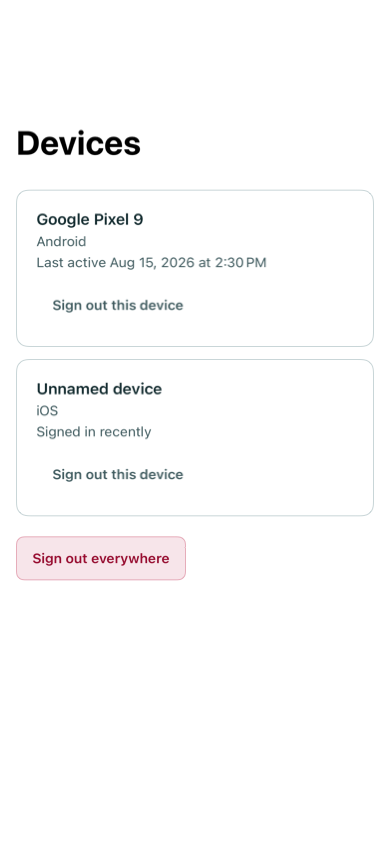 Devices
Google Pixel 9
Android
Last active Aug 15, 2026 at 2:30 PM
Sign out this device
Unnamed device
iOS
Signed in recently
Sign out this device
Sign out everywhere